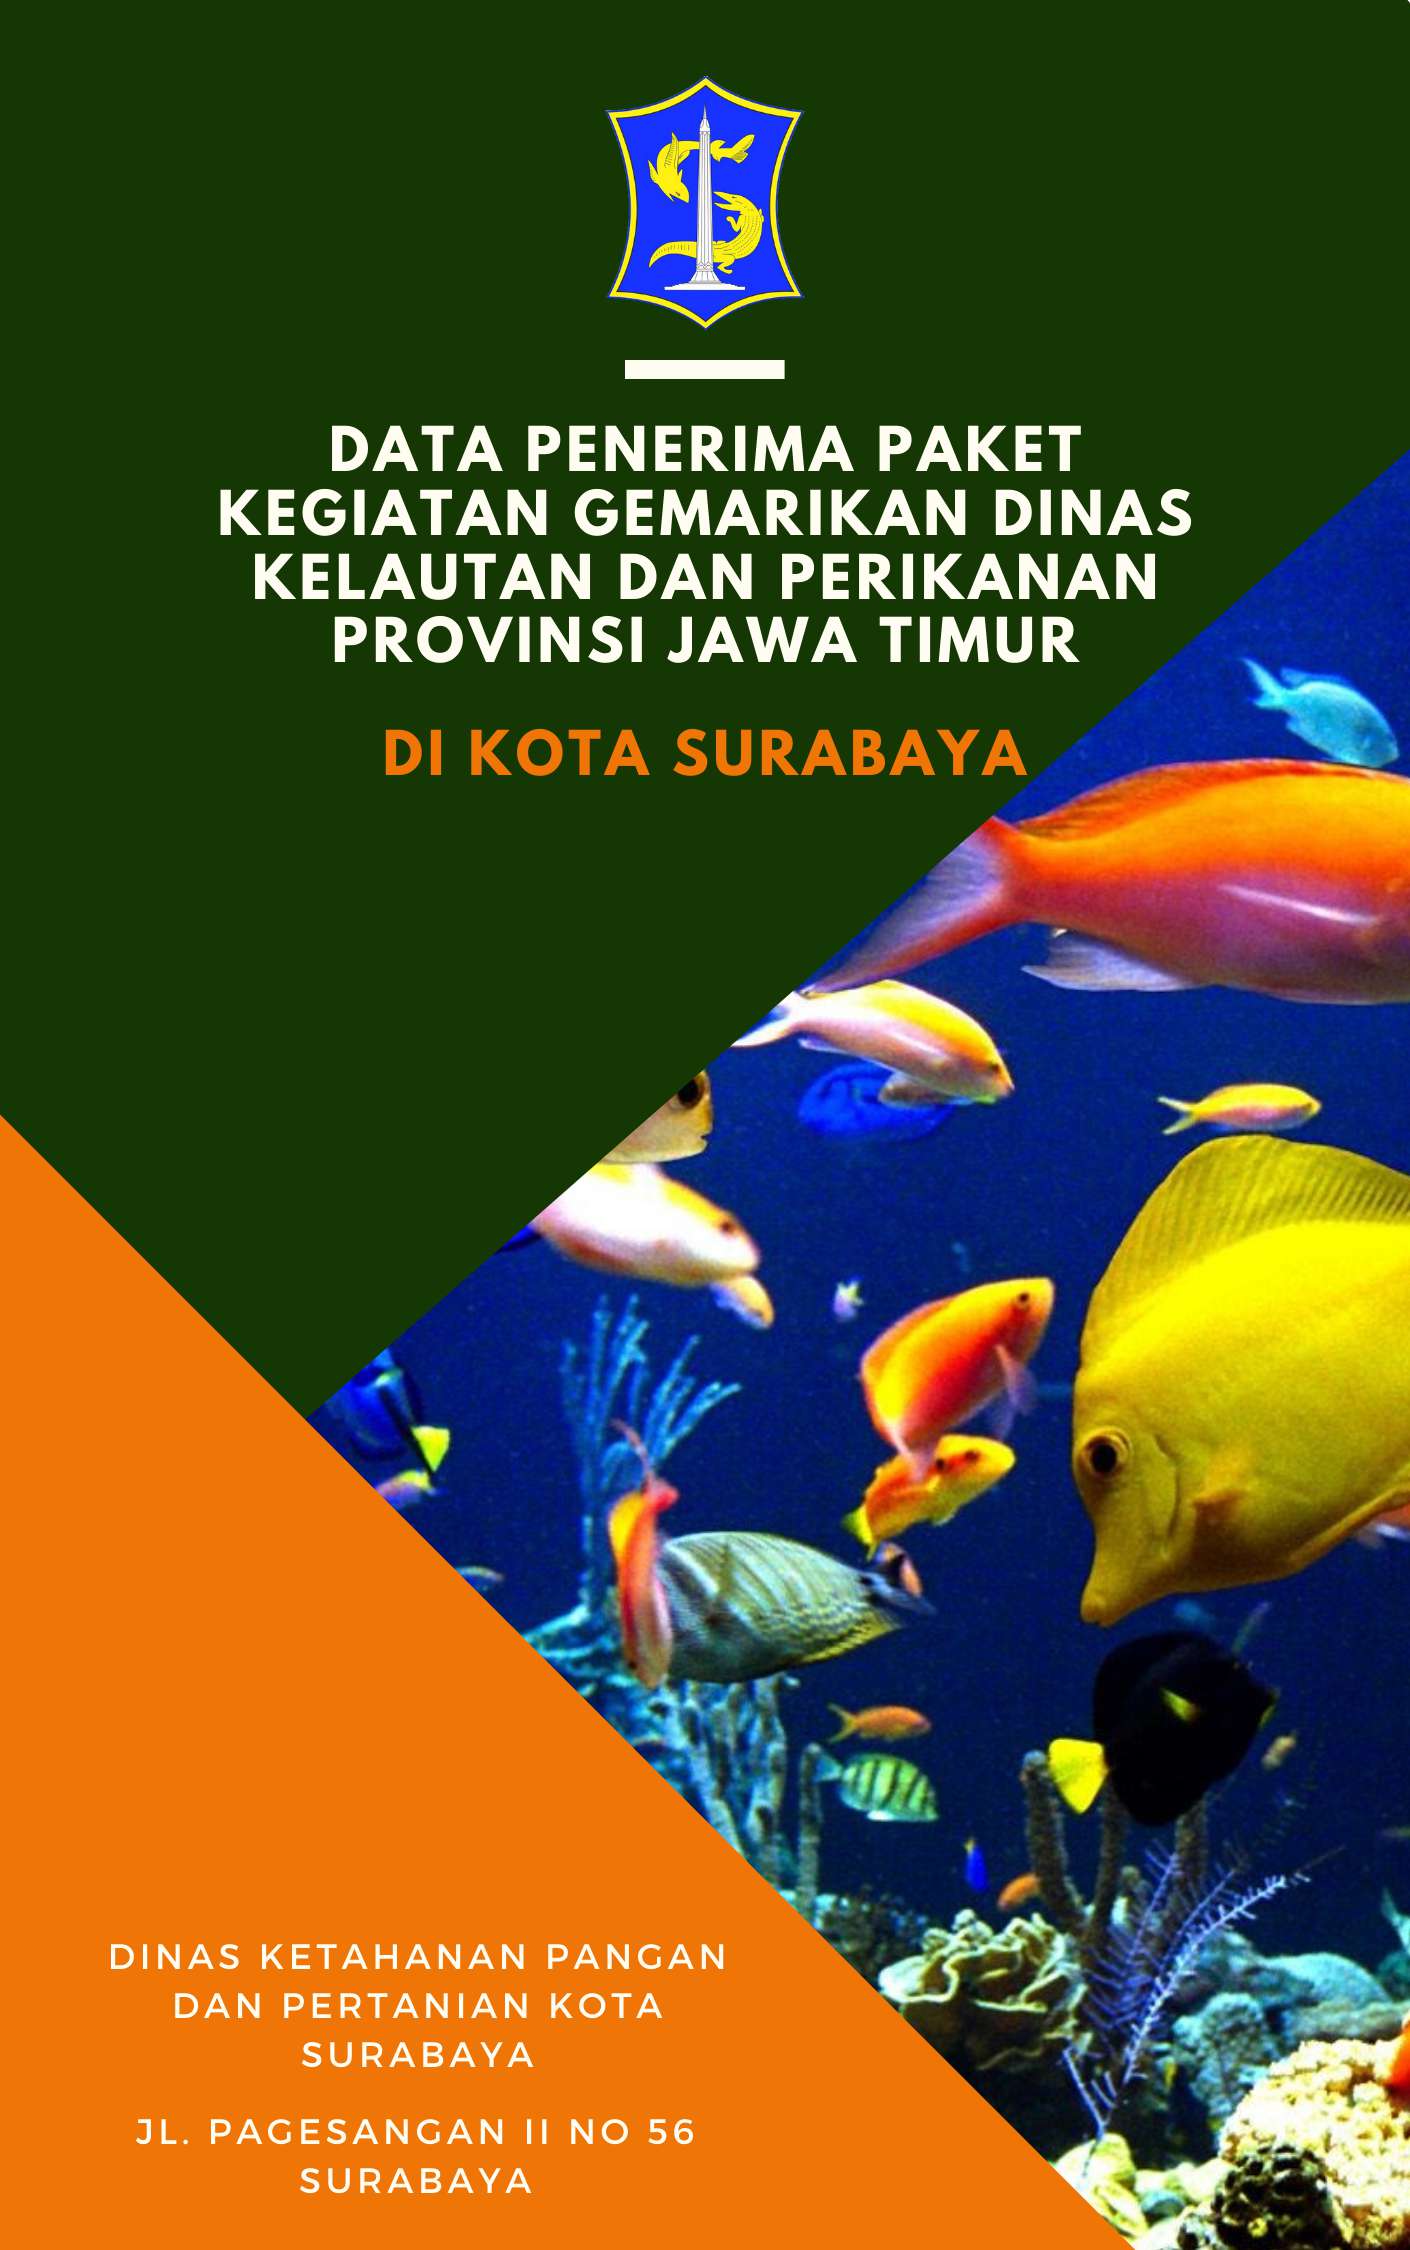 DATA PENERIMA PAKET
KEGIATAN GEMARIKAN DINAS
KELAUTAN DAN PERIKANAN
PROVINSI JAWA TIMUR
DI KOTA SURABAYA
DINAS KETAHANAN PANGAN
DAN PERTANIAN KOTA
SURABAYA
JL. PAGESANGAN II NO 56
SURABAYA